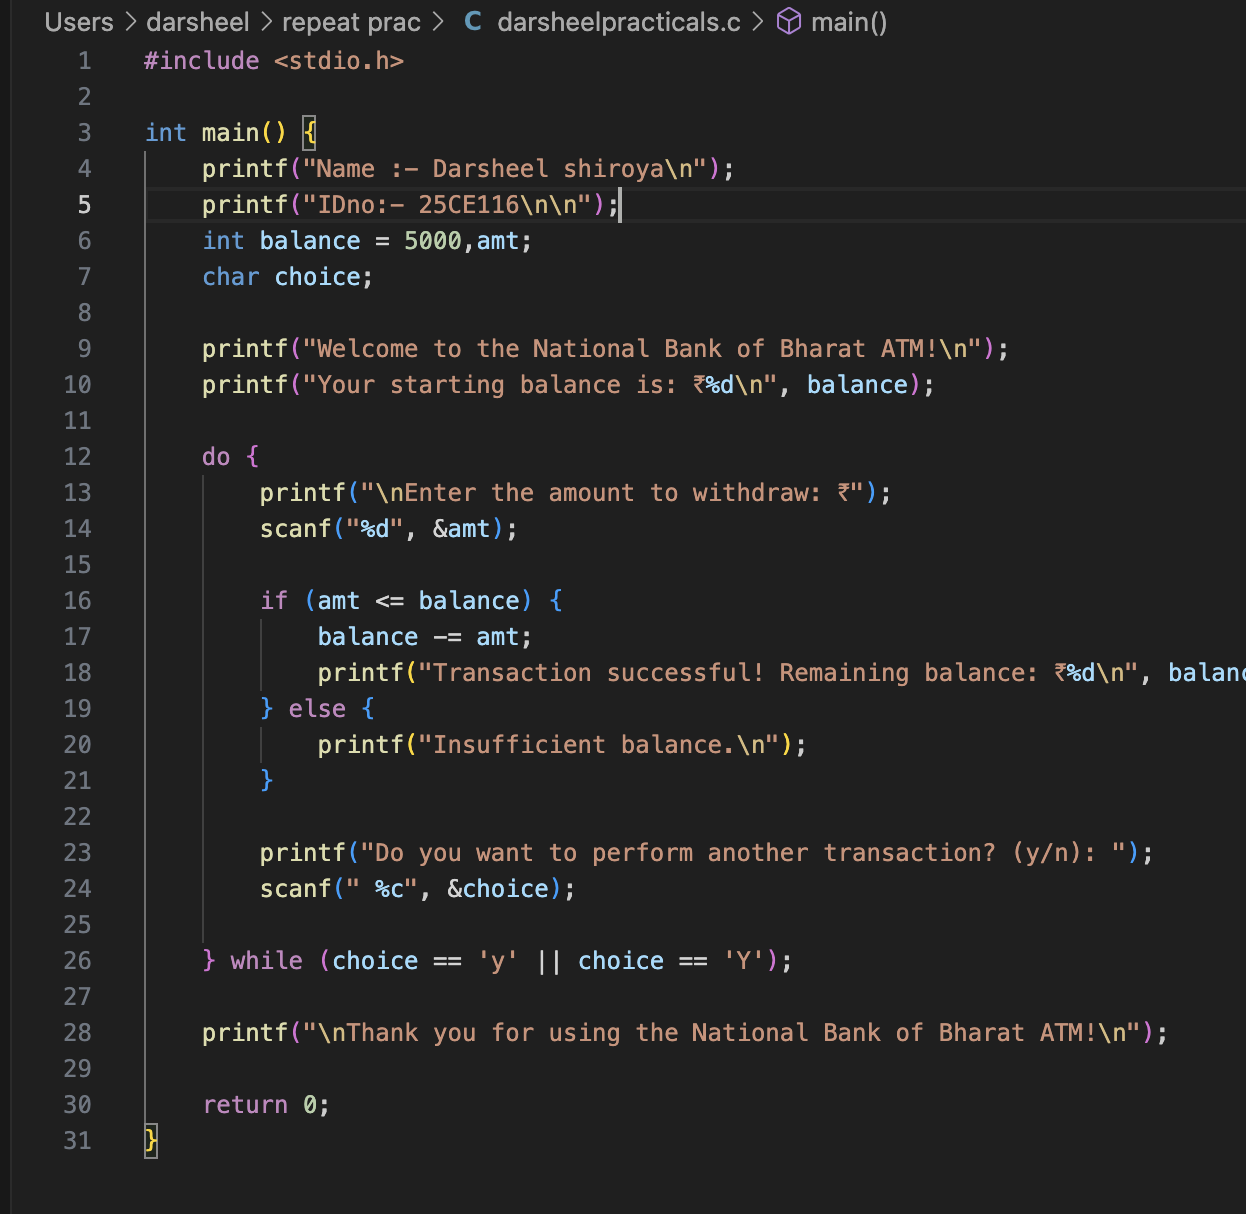 Users > darsheel > repeat prac > C darsheelpracticals.c > main()
1 #include <stdio.h>
2
3 int main() {
4     printf("Name :- Darsheel shiroya\n");
5     printf("IDno:- 25CE116\n\n");
6     int balance = 5000,amt;
7     char choice;
8
9     printf("Welcome to the National Bank of Bharat ATM!\n");
10     printf("Your starting balance is: ₹%d\n", balance);
11
12     do {
13         printf("\nEnter the amount to withdraw: ₹");
14         scanf("%d", &amt);
15
16         if (amt <= balance) {
17             balance -= amt;
18             printf("Transaction successful! Remaining balance: ₹%d\n", balanc
19         } else {
20             printf("Insufficient balance.\n");
21         }
22
23         printf("Do you want to perform another transaction? (y/n): ");
24         scanf(" %c", &choice);
25
26     } while (choice == 'y' || choice == 'Y');
27
28     printf("\nThank you for using the National Bank of Bharat ATM!\n");
29
30     return 0;
31 }